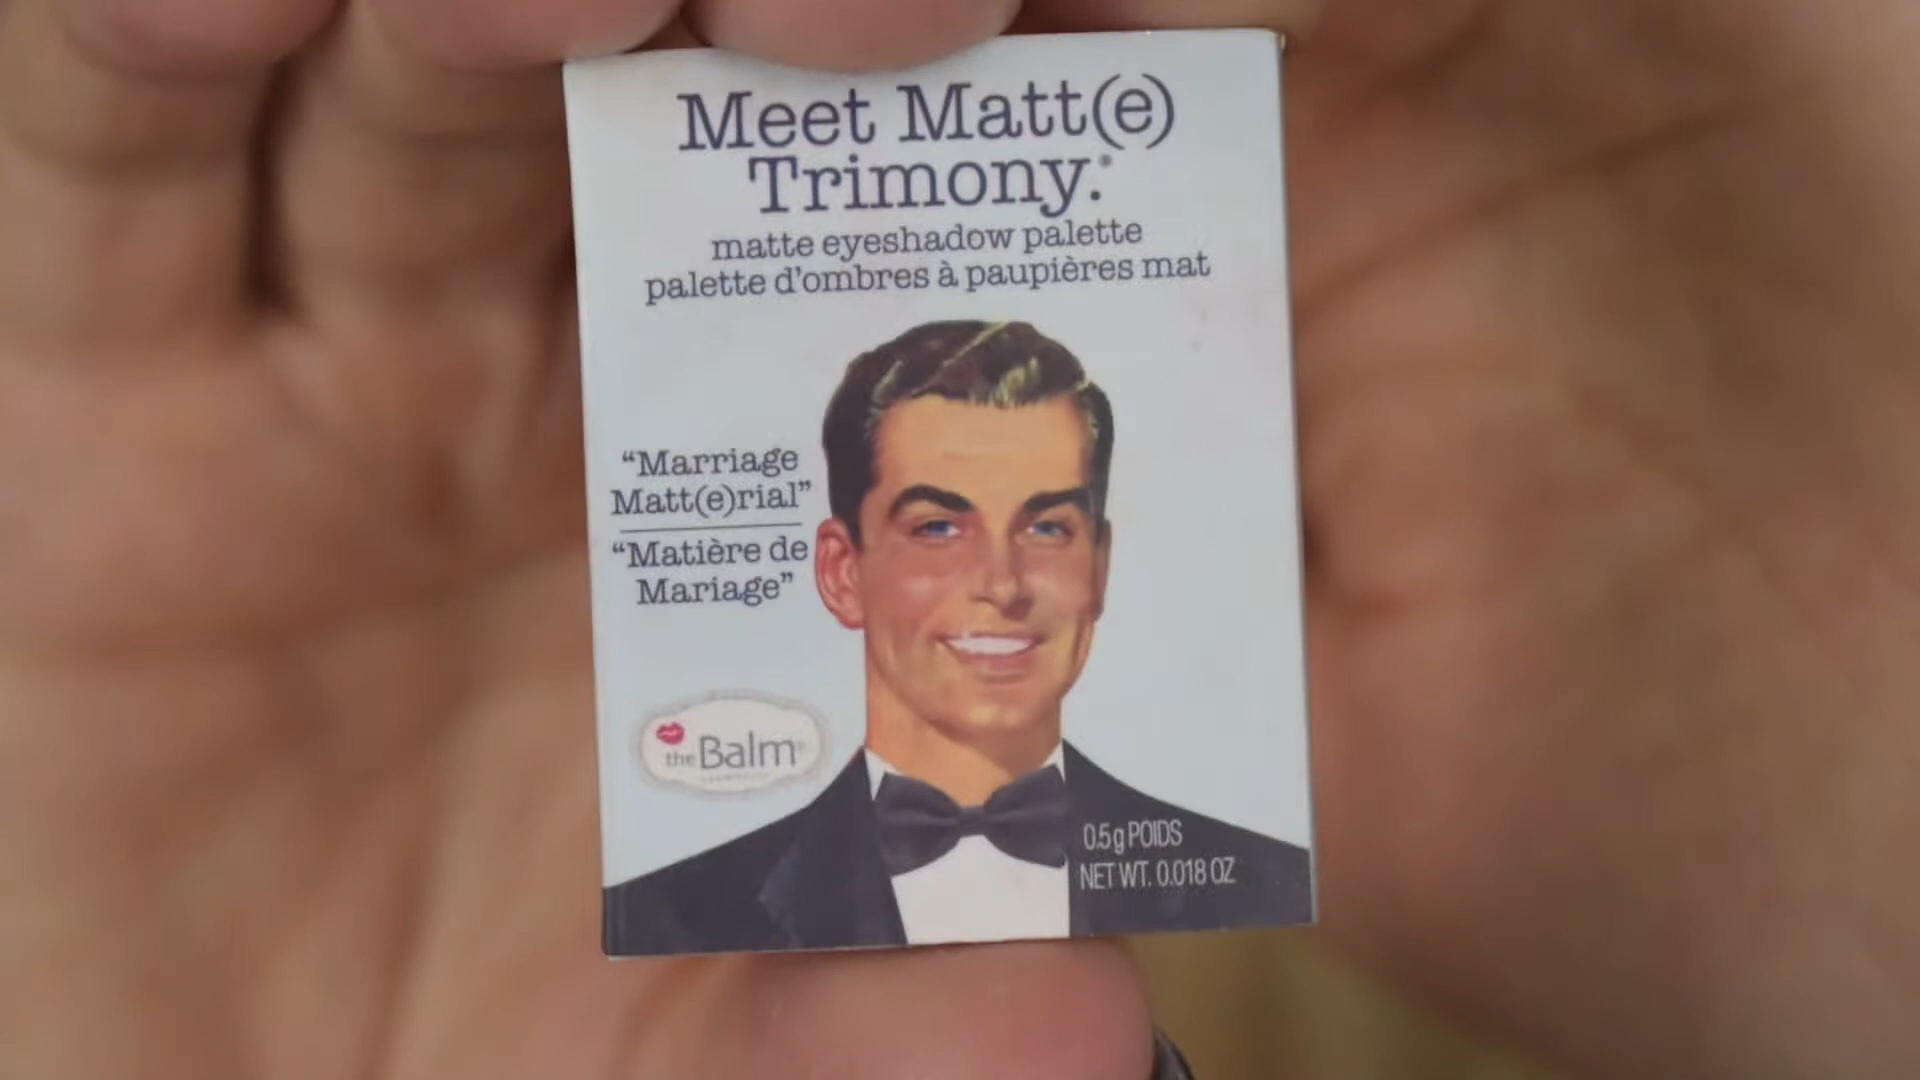 Meet Matt(e)
Trimony.®
matte eyeshadow palette
palette d'ombres à paupières mat
“Marriage
Matt(e)rial”
“Matière de
Mariage”
theBalm®
0.5 g POIDS
NET WT. 0.018 OZ